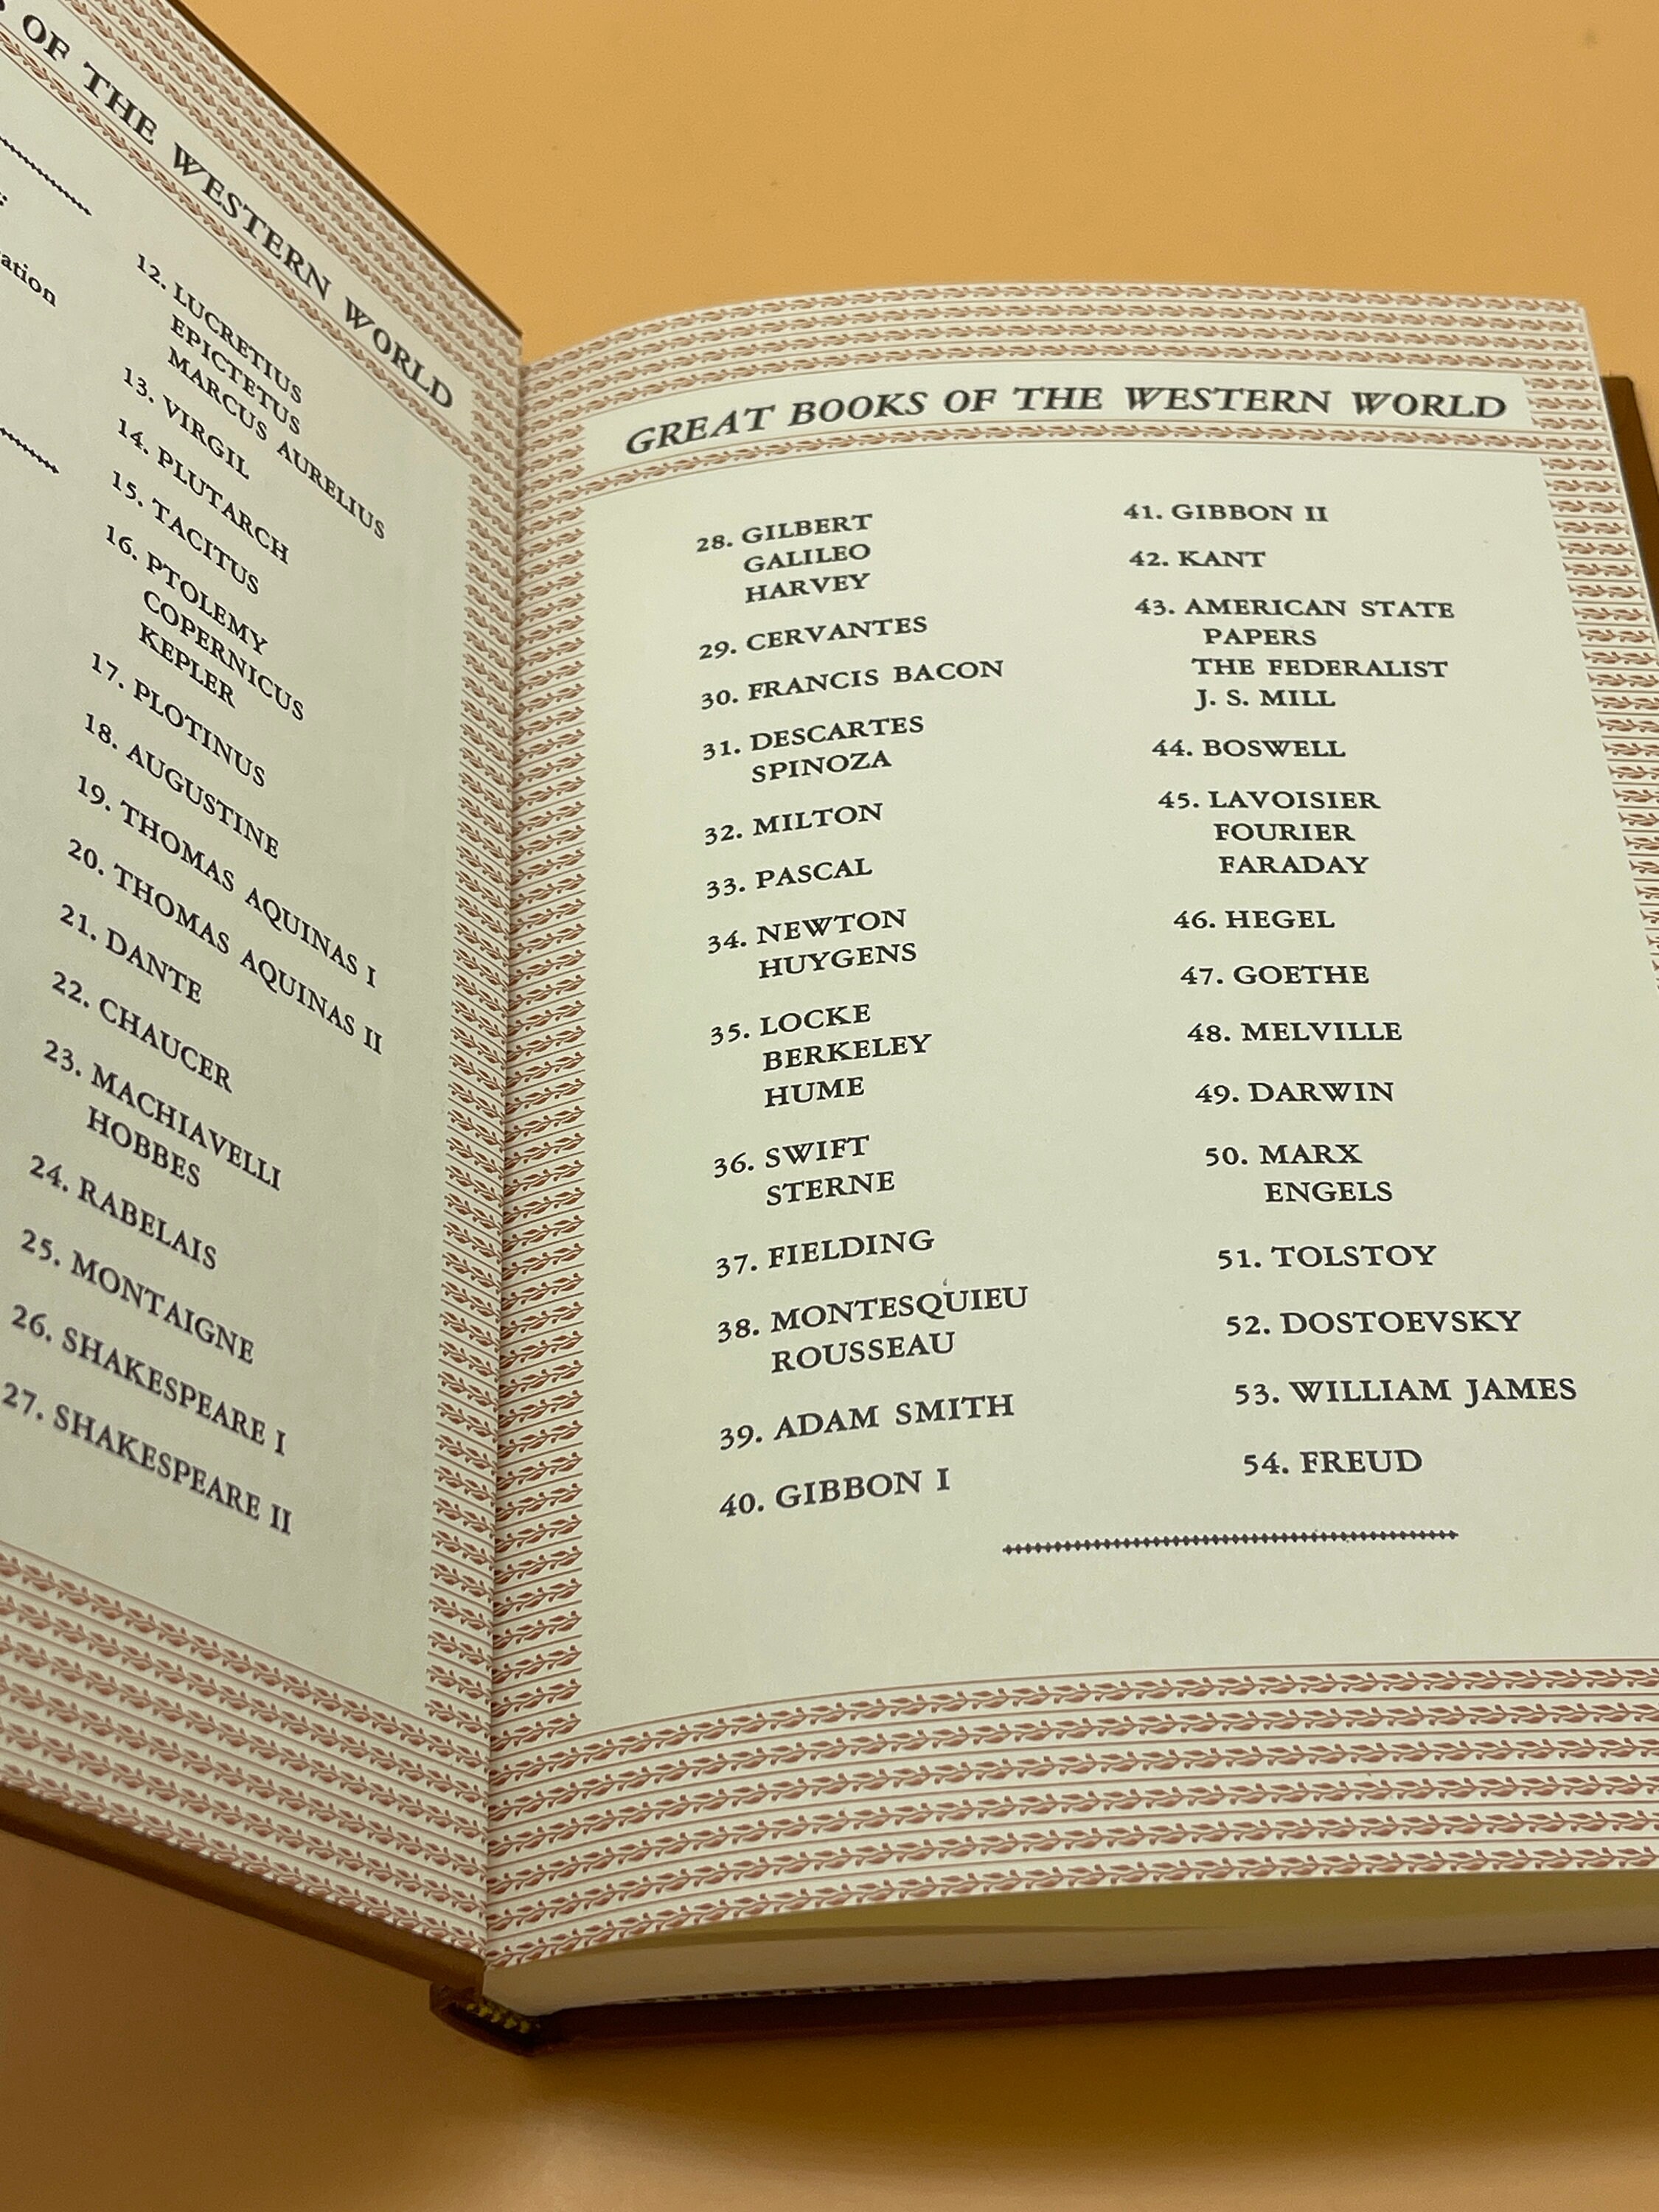 OF THE WESTERN WORLD
12. LUCRETIUS
EPICTETUS
MARCUS AURELIUS
13. VIRGIL
14. PLUTARCH
15. TACITUS
16. PTOLEMY
COPERNICUS
KEPLER
17. PLOTINUS
18. AUGUSTINE
19. THOMAS AQUINAS I
20. THOMAS AQUINAS II
21. DANTE
22. CHAUCER
23. MACHIAVELLI
HOBBES
24. RABELAIS
25. MONTAIGNE
26. SHAKESPEARE I
27. SHAKESPEARE II
GREAT BOOKS OF THE WESTERN WORLD
28. GILBERT
GALILEO
HARVEY
29. CERVANTES
30. FRANCIS BACON
31. DESCARTES
SPINOZA
32. MILTON
33. PASCAL
34. NEWTON
HUYGENS
35. LOCKE
BERKELEY
HUME
36. SWIFT
STERNE
37. FIELDING
38. MONTESQUIEU
ROUSSEAU
39. ADAM SMITH
40. GIBBON I
41. GIBBON II
42. KANT
43. AMERICAN STATE
PAPERS
THE FEDERALIST
J. S. MILL
44. BOSWELL
45. LAVOISIER
FOURIER
FARADAY
46. HEGEL
47. GOETHE
48. MELVILLE
49. DARWIN
50. MARX
ENGELS
51. TOLSTOY
52. DOSTOEVSKY
53. WILLIAM JAMES
54. FREUD